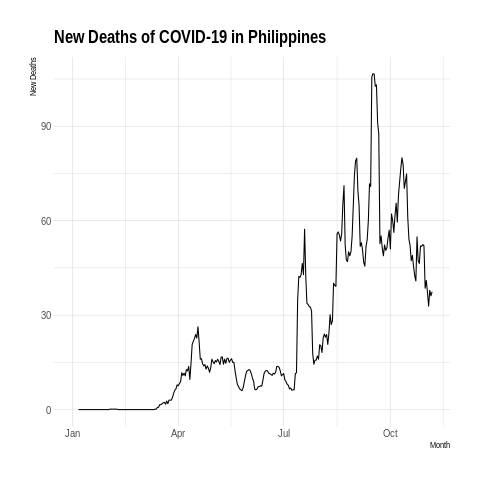 New Deaths of COVID-19 in Philippines
New Deaths
90
60
30
0
Jan Apr Jul Oct
Month